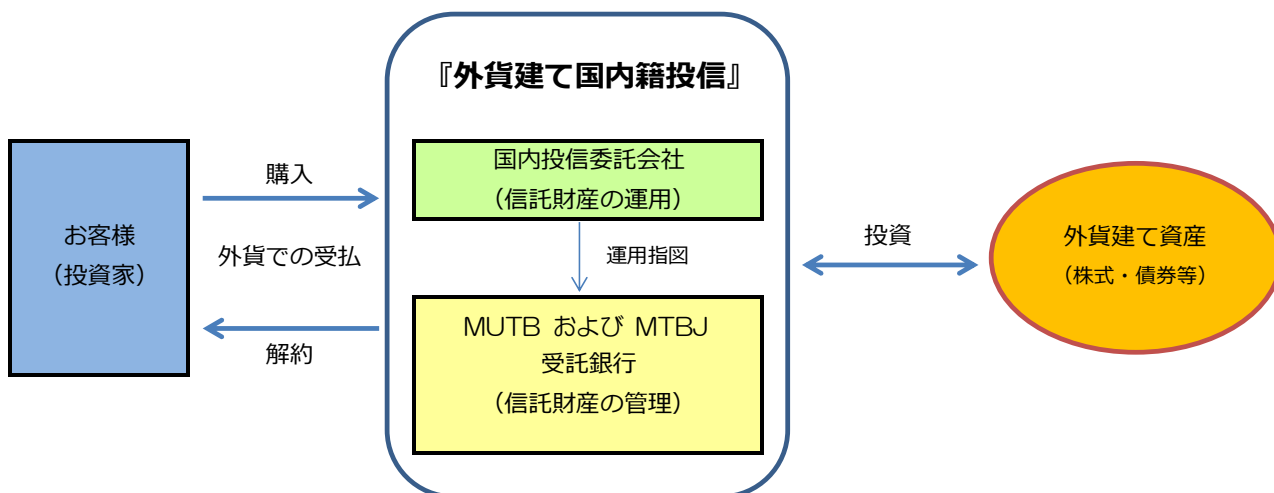 『外貨建て国内籍投信』
お客様
（投資家）
購入
外貨での受払
解約
国内投信委託会社
（信託財産の運用）
運用指図
MUTB および MTBJ
受託銀行
（信託財産の管理）
投資
外貨建て資産
（株式・債券等）